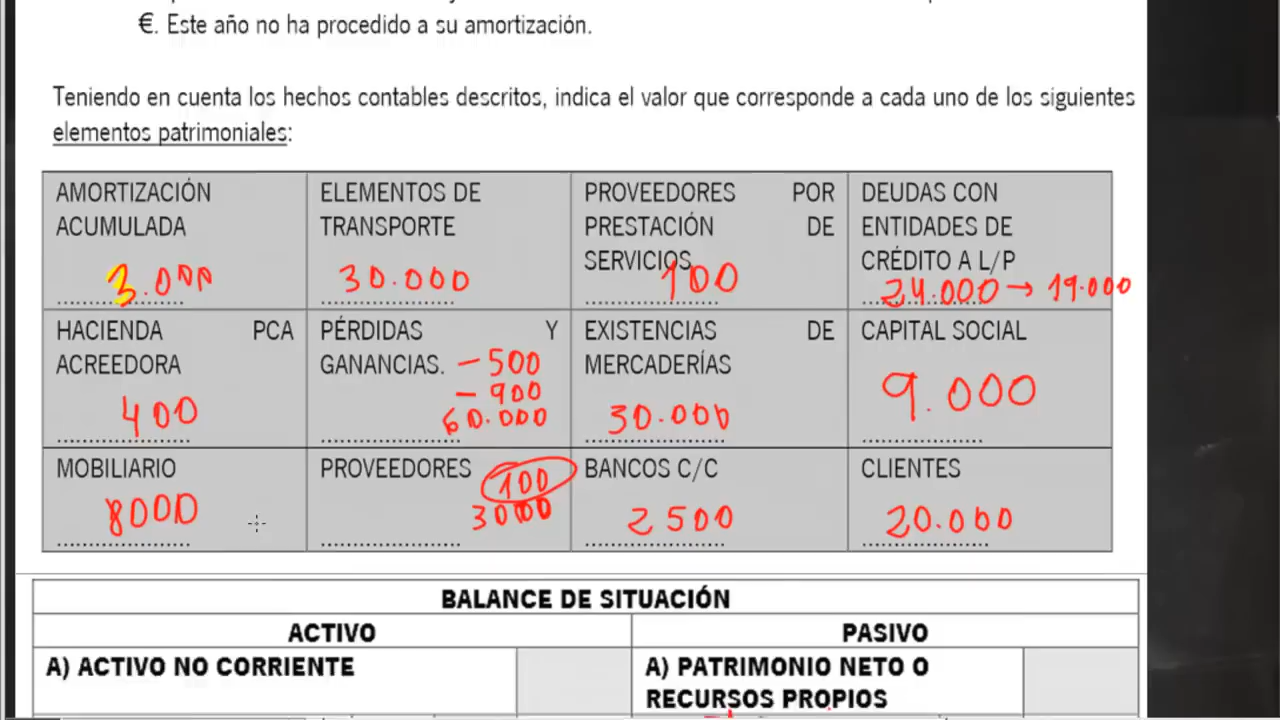 €. Este año no ha procedido a su amortización.
Teniendo en cuenta los hechos contables descritos, indica el valor que corresponde a cada uno de los siguientes
elementos patrimoniales:
AMORTIZACIÓN
ACUMULADA
3.000
ELEMENTOS DE
TRANSPORTE
30.000
PROVEEDORES POR
PRESTACIÓN DE
SERVICIOS
100
DEUDAS CON
ENTIDADES DE
CRÉDITO A L/P
24.000 → 19.000
HACIENDA PCA
ACREEDORA
400
PÉRDIDAS Y
GANANCIAS. - 500
- 900
60.000
EXISTENCIAS DE
MERCADERÍAS
30.000
CAPITAL SOCIAL
9.000
MOBILIARIO
8000
PROVEEDORES 100
3000
BANCOS C/C
2500
CLIENTES
20.000
BALANCE DE SITUACIÓN
ACTIVO
PASIVO
A) ACTIVO NO CORRIENTE
A) PATRIMONIO NETO O
RECURSOS PROPIOS